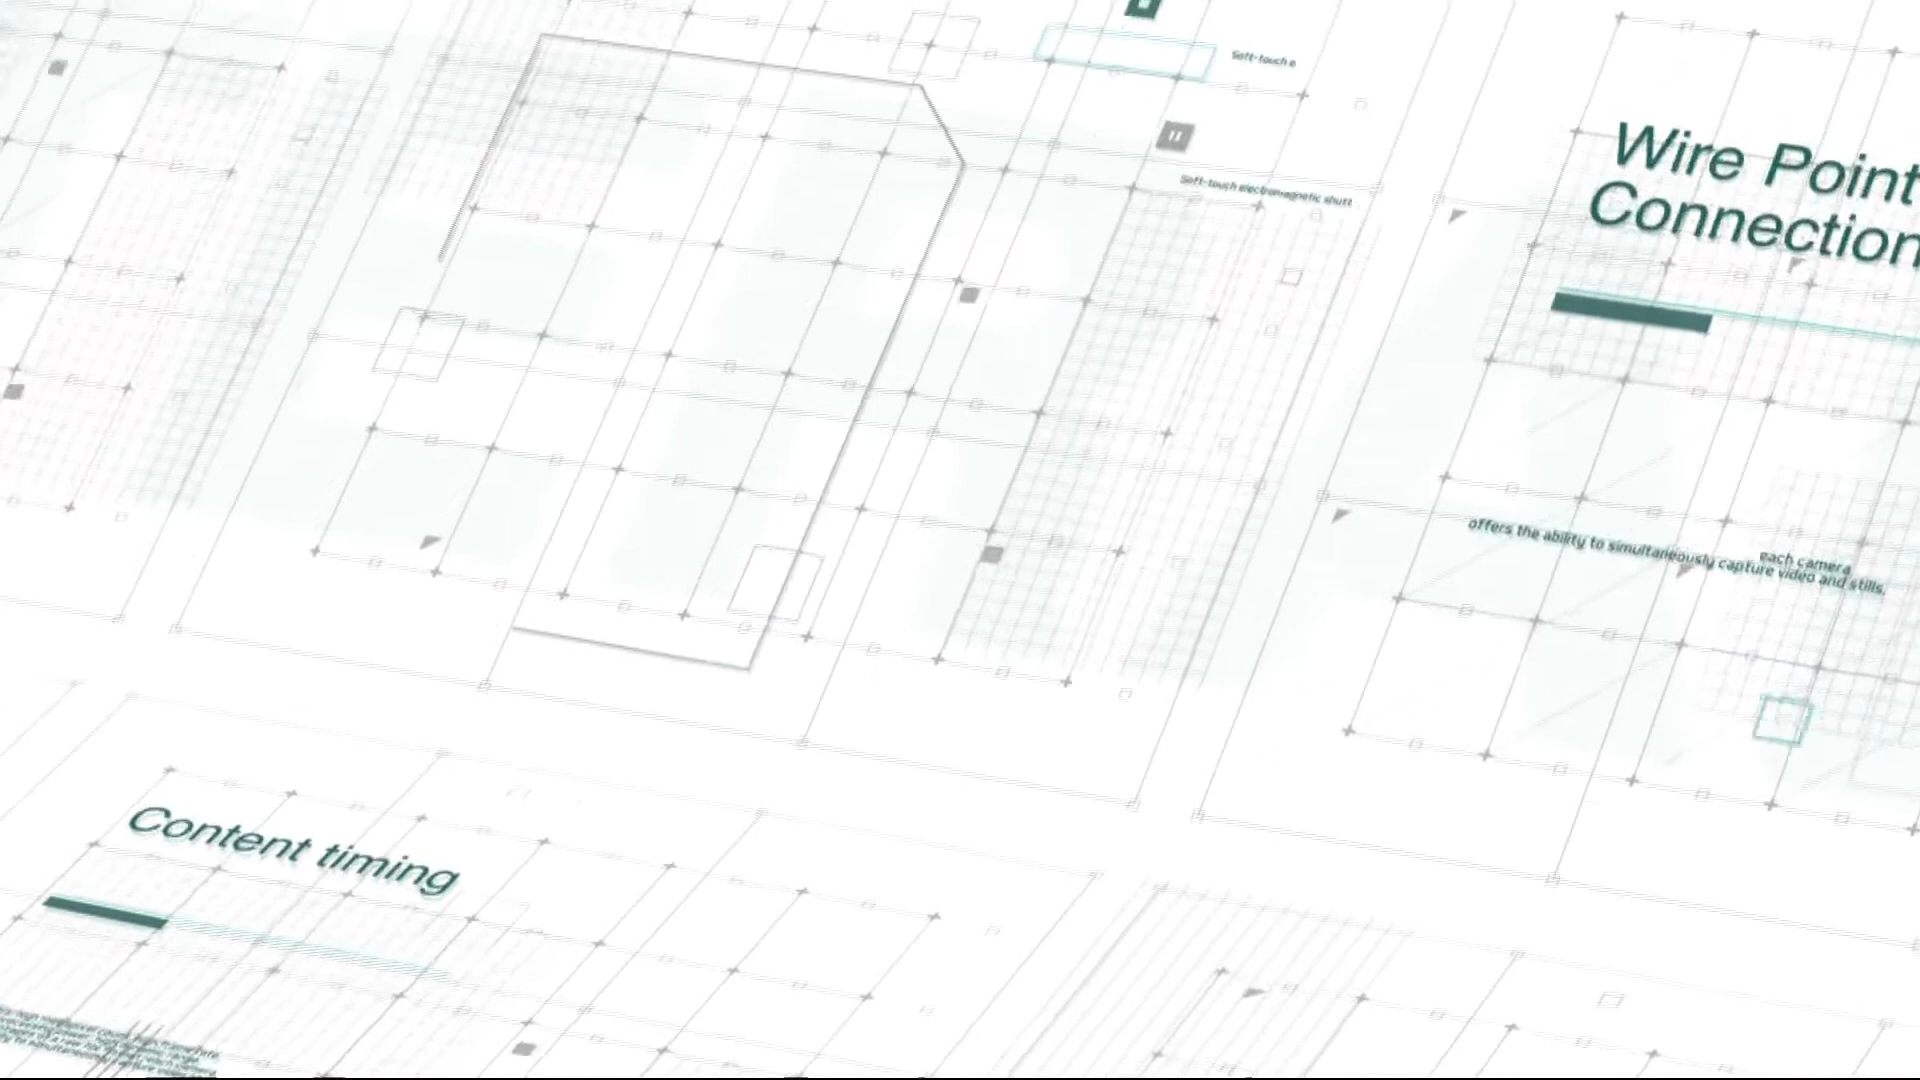 Soft-touch e
Soft-touch electromagnetic shutt
Wire Point
Connection
offers the ability to simultaneously capture video and stills.
each camera
Content timing